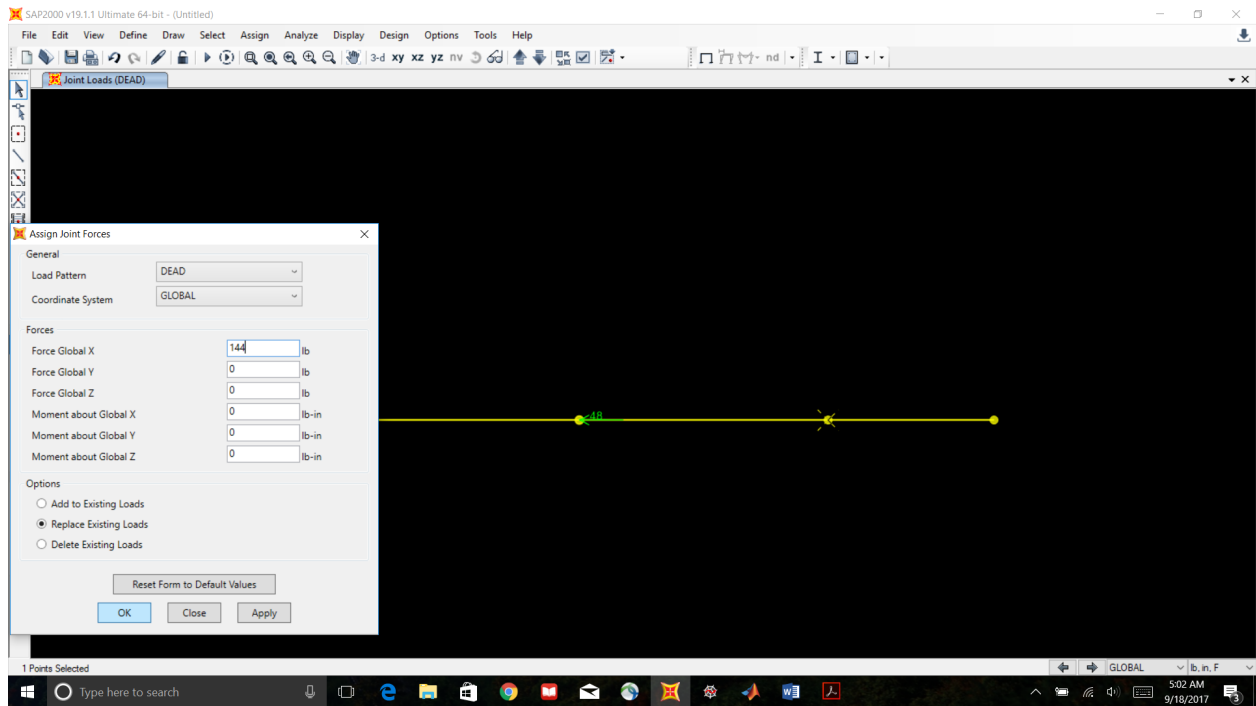 SAP2000 v19.1.1 Ultimate 64-bit - (Untitled)
File Edit View Define Draw Select Assign Analyze Display Design Options Tools Help
3-d xy xz yz nv nd
Joint Loads (DEAD)
Assign Joint Forces
General
Load Pattern DEAD
Coordinate System GLOBAL
Forces
Force Global X 144 lb
Force Global Y 0 lb
Force Global Z 0 lb
Moment about Global X 0 lb-in
Moment about Global Y 0 lb-in
Moment about Global Z 0 lb-in
48
Options
Add to Existing Loads
Replace Existing Loads
Delete Existing Loads
Reset Form to Default Values
OK Close Apply
1 Points Selected GLOBAL lb, in, F
Type here to search
5:02 AM
9/18/2017
3